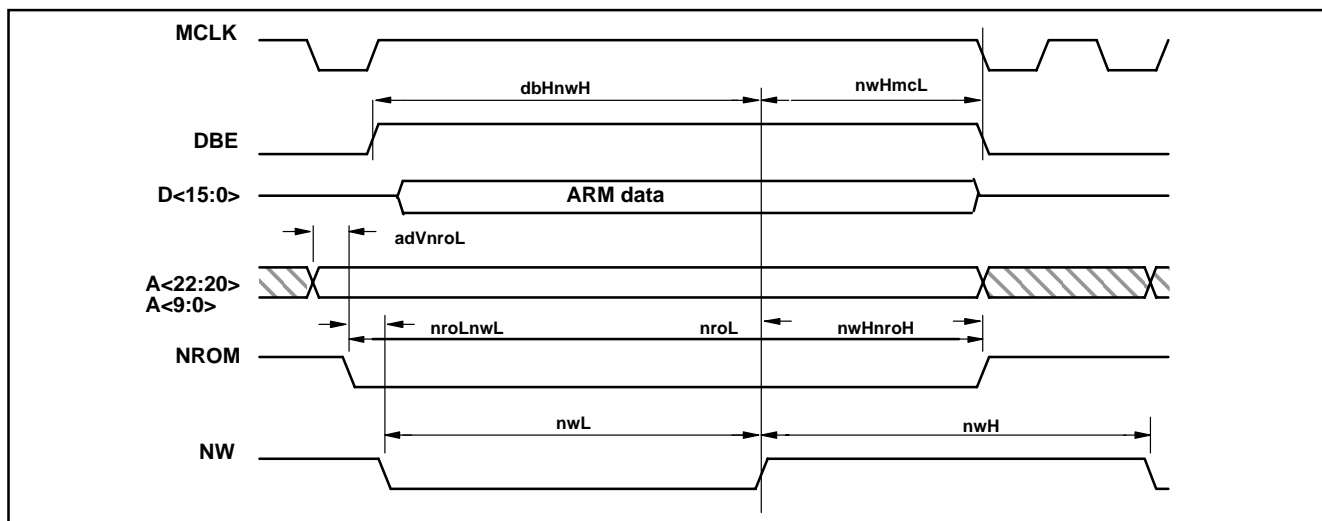 MCLK
dbHnwH nwHmcL
DBE
D<15:0> ARM data
adVnroL
A<22:20>
A<9:0>
nroLnwL nroL nwHnroH
NROM
nwL nwH
NW